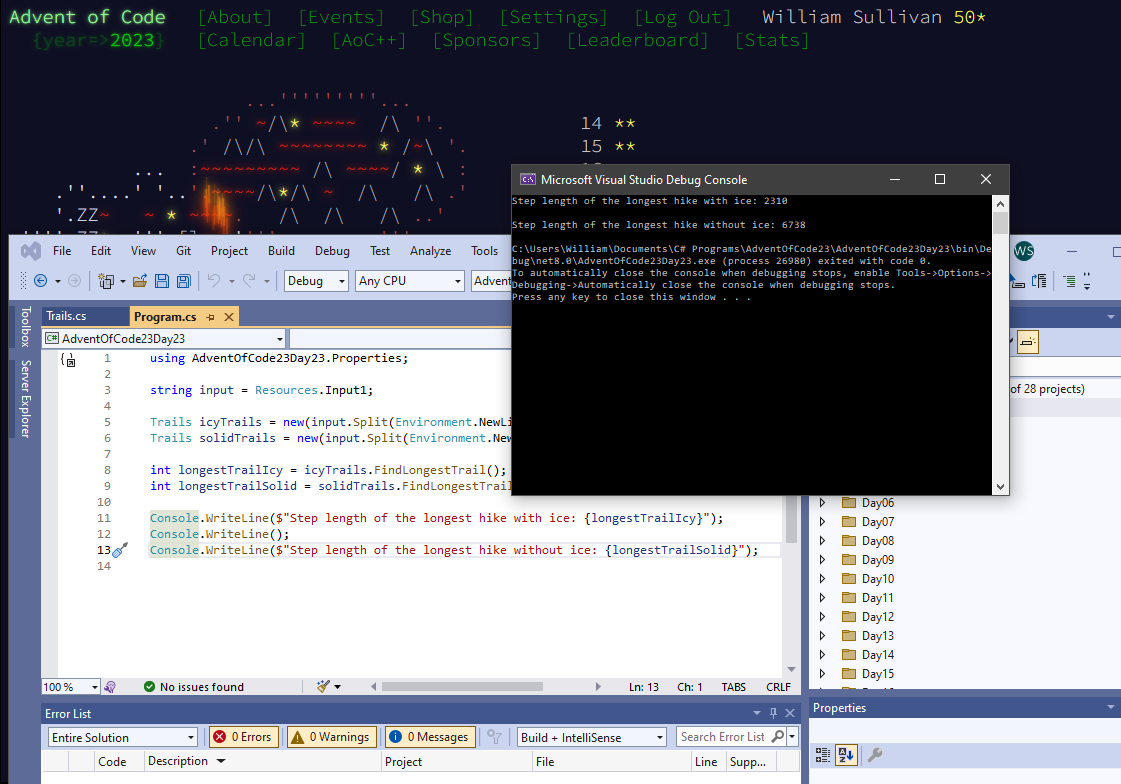 Advent of Code [About] [Events] [Shop] [Settings] [Log Out] William Sullivan 50*
{year=>2023} [Calendar] [AoC++] [Sponsors] [Leaderboard] [Stats]
14 **
15 **
Microsoft Visual Studio Debug Console
Step length of the longest hike with ice: 2310
Step length of the longest hike without ice: 6738
C:\Users\William\Documents\C# Programs\AdventOfCode23\AdventOfCode23Day23\bin\De
bug\net8.0\AdventOfCode23Day23.exe (process 26980) exited with code 0.
To automatically close the console when debugging stops, enable Tools->Options->
Debugging->Automatically close the console when debugging stops.
Press any key to close this window . . .
File Edit View Git Project Build Debug Test Analyze Tools
WS
Debug Any CPU Advent
Toolbox
Server Explorer
Trails.cs Program.cs
C# AdventOfCode23Day23
1 using AdventOfCode23Day23.Properties;
2
3 string input = Resources.Input1;
4
5 Trails icyTrails = new(input.Split(Environment.NewLi
6 Trails solidTrails = new(input.Split(Environment.New
7
8 int longestTrailIcy = icyTrails.FindLongestTrail();
9 int longestTrailSolid = solidTrails.FindLongestTrail
10
11 Console.WriteLine($"Step length of the longest hike with ice: {longestTrailIcy}");
12 Console.WriteLine();
13 Console.WriteLine($"Step length of the longest hike without ice: {longestTrailSolid}");
14
of 28 projects)
Day06
Day07
Day08
Day09
Day10
Day11
Day12
Day13
Day14
Day15
100 % No issues found Ln: 13 Ch: 1 TABS CRLF
Error List
Entire Solution 0 Errors 0 Warnings 0 Messages Build + IntelliSense Search Error List
Code Description Project File Line Supp...
Properties